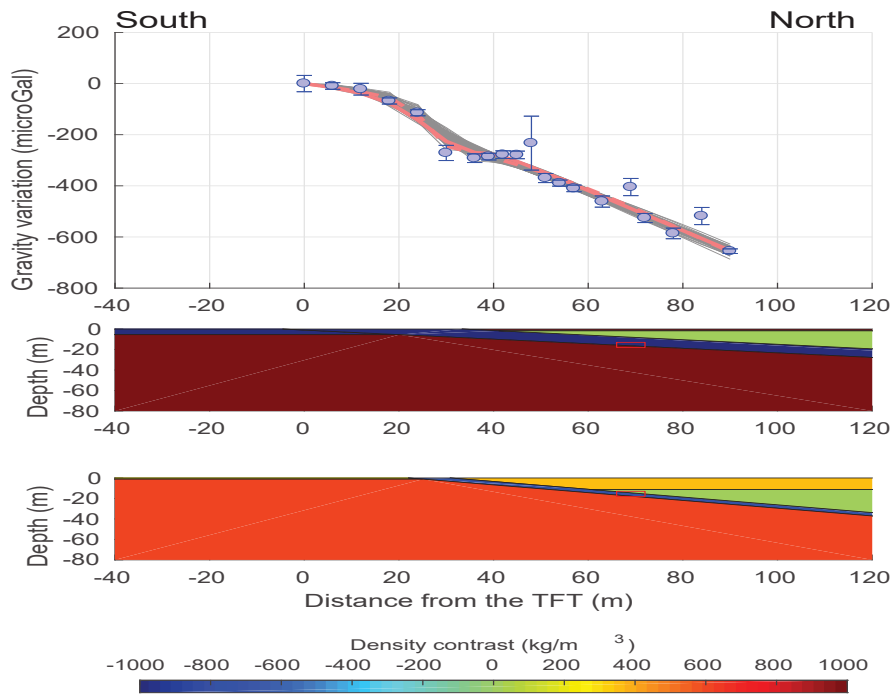 South North
200
0
-200
-400
-600
-800
Gravity variation (microGal)
-40 -20 0 20 40 60 80 100 120
0
-20
-40
-60
-80
Depth (m)
-40 -20 0 20 40 60 80 100 120
0
-20
-40
-60
-80
Depth (m)
-40 -20 0 20 40 60 80 100 120
Distance from the TFT (m)
Density contrast (kg/m 3)
-1000 -800 -600 -400 -200 0 200 400 600 800 1000